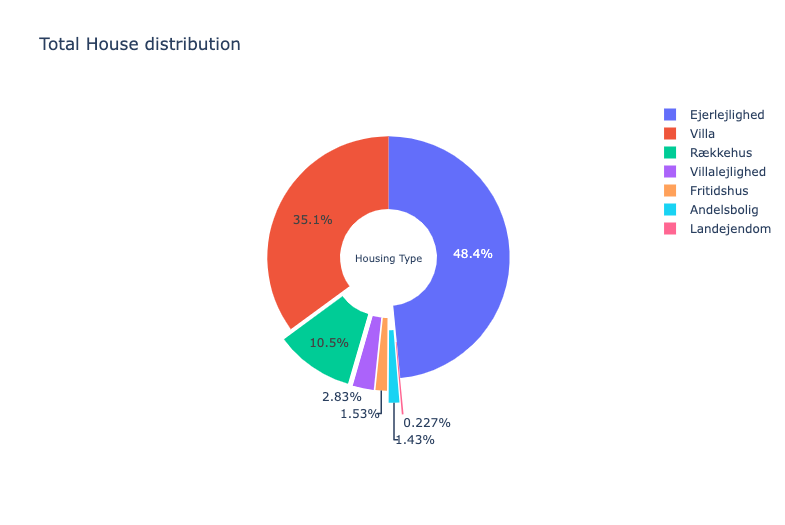 Total House distribution
Ejerlejlighed
Villa
Rækkehus
Villalejlighed
Fritidshus
Andelsbolig
Landejendom
35.1%
48.4%
Housing Type
10.5%
2.83%
1.53%
0.227%
1.43%